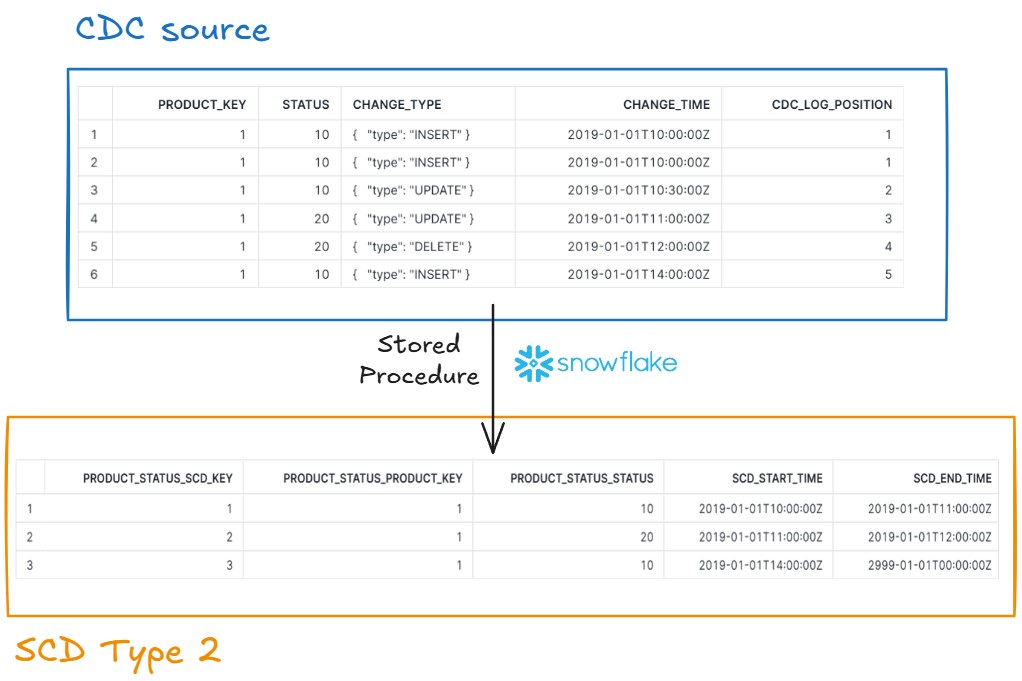 CDC source
PRODUCT_KEY STATUS CHANGE_TYPE CHANGE_TIME CDC_LOG_POSITION
1 1 10 { "type": "INSERT" } 2019-01-01T10:00:00Z 1
2 1 10 { "type": "INSERT" } 2019-01-01T10:00:00Z 1
3 1 10 { "type": "UPDATE" } 2019-01-01T10:30:00Z 2
4 1 20 { "type": "UPDATE" } 2019-01-01T11:00:00Z 3
5 1 20 { "type": "DELETE" } 2019-01-01T12:00:00Z 4
6 1 10 { "type": "INSERT" } 2019-01-01T14:00:00Z 5
Stored
Procedure
snowflake
PRODUCT_STATUS_SCD_KEY PRODUCT_STATUS_PRODUCT_KEY PRODUCT_STATUS_STATUS SCD_START_TIME SCD_END_TIME
1 1 1 10 2019-01-01T10:00:00Z 2019-01-01T11:00:00Z
2 2 1 20 2019-01-01T11:00:00Z 2019-01-01T12:00:00Z
3 3 1 10 2019-01-01T14:00:00Z 2999-01-01T00:00:00Z
SCD Type 2